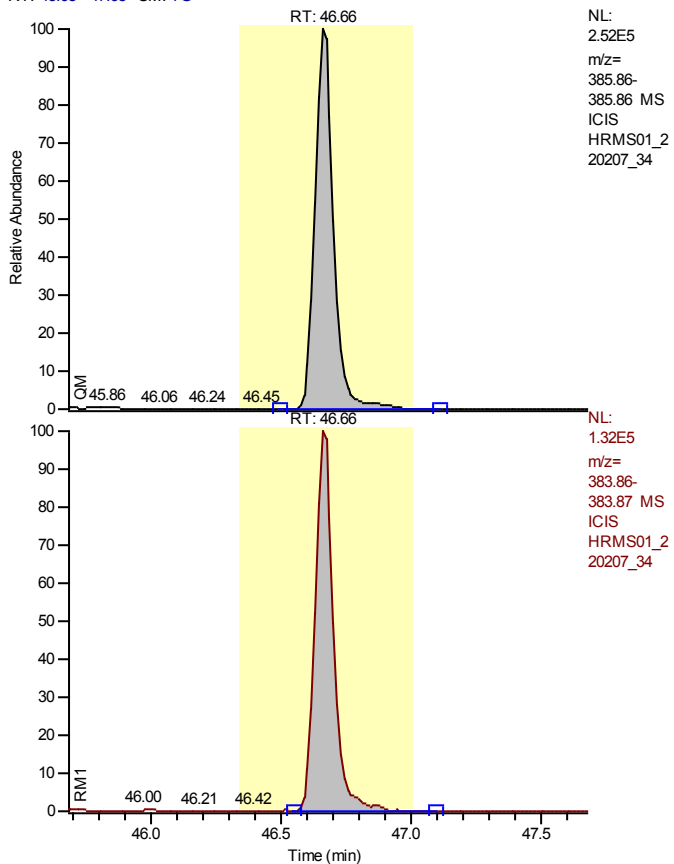 RT: 46.66
NL:
2.52E5
m/z=
385.86-
385.86 MS
ICIS
HRMS01_2
20207_34
100
90
80
70
60
50
40
30
20
10
0
Relative Abundance
QM
45.86 46.06 46.24 46.45
RT: 46.66
NL:
1.32E5
m/z=
383.86-
383.87 MS
ICIS
HRMS01_2
20207_34
100
90
80
70
60
50
40
30
20
10
0
RM1
46.00 46.21 46.42
46.0 46.5 47.0 47.5
Time (min)